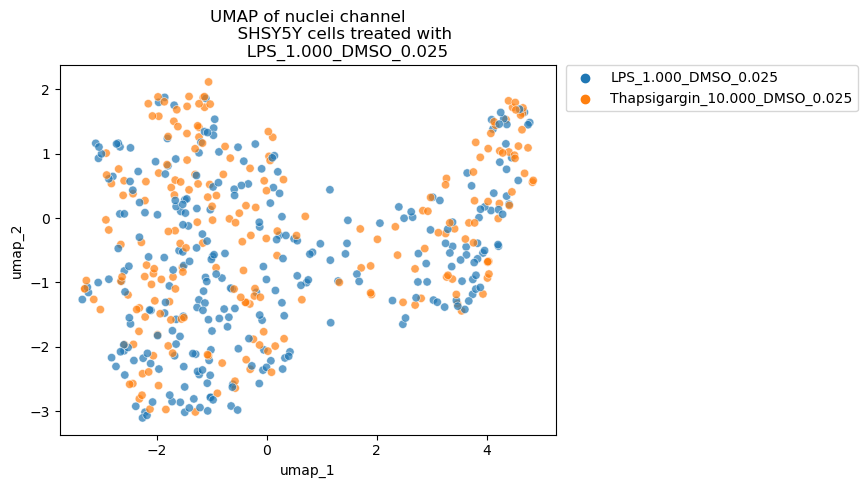 UMAP of nuclei channel
SHSY5Y cells treated with
LPS_1.000_DMSO_0.025
LPS_1.000_DMSO_0.025
Thapsigargin_10.000_DMSO_0.025
2
1
0
−1
−2
−3
umap_2
−2
0
2
4
umap_1